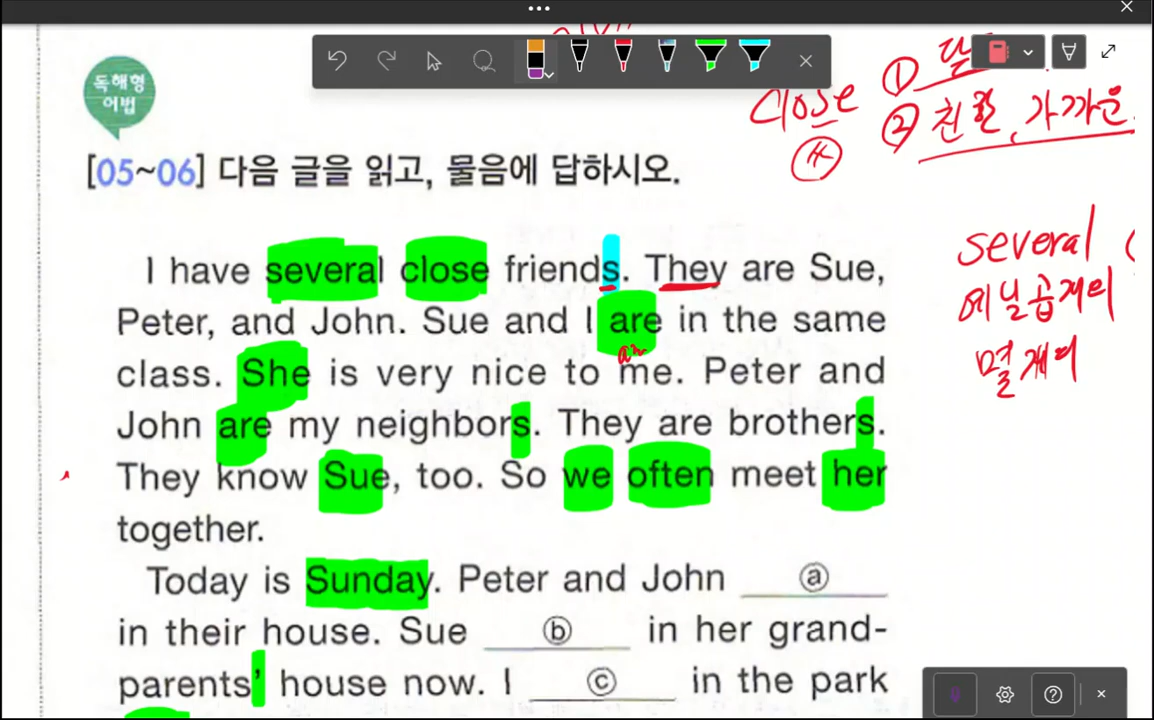 독해형
어법
close ①
② 친한, 가까운
[05~06] 다음 글을 읽고, 물음에 답하시오.
several
I have several close friends. They are Sue,
Peter, and John. Sue and I are in the same
몇 개의
class. She is very nice to me. Peter and
John are my neighbors. They are brothers.
They know Sue, too. So we often meet her
together.
Today is Sunday. Peter and John ⓐ
in their house. Sue ⓑ in her grand-
parents' house now. I ⓒ in the park